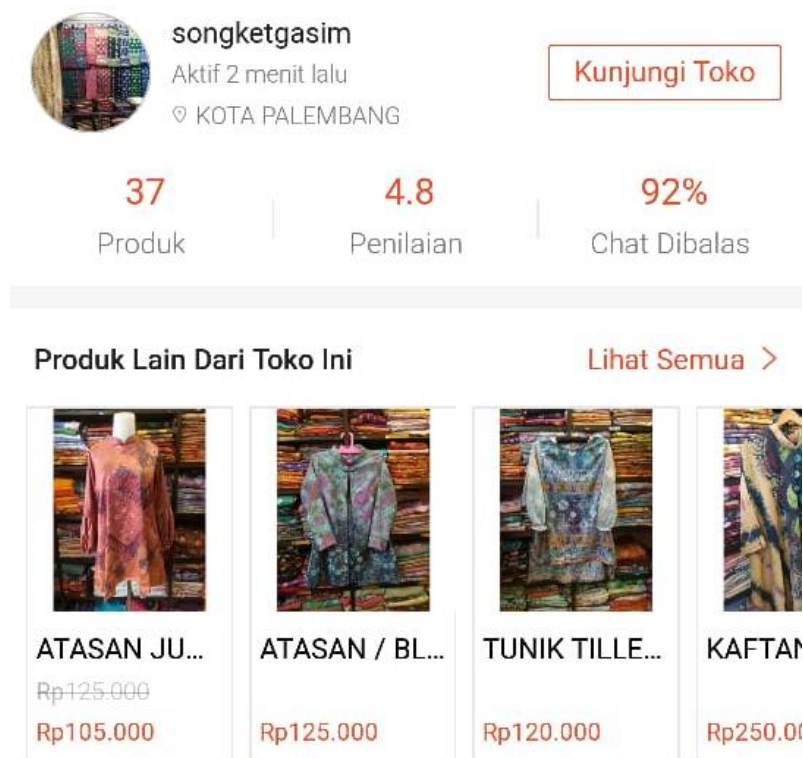 songketgasim
Aktif 2 menit lalu
KOTA PALEMBANG
Kunjungi Toko
37
Produk
4.8
Penilaian
92%
Chat Dibalas
Produk Lain Dari Toko Ini
Lihat Semua
ATASAN JU...
Rp125.000
Rp105.000
ATASAN / BL...
Rp125.000
TUNIK TILLE...
Rp120.000
KAFTAN
Rp250.00